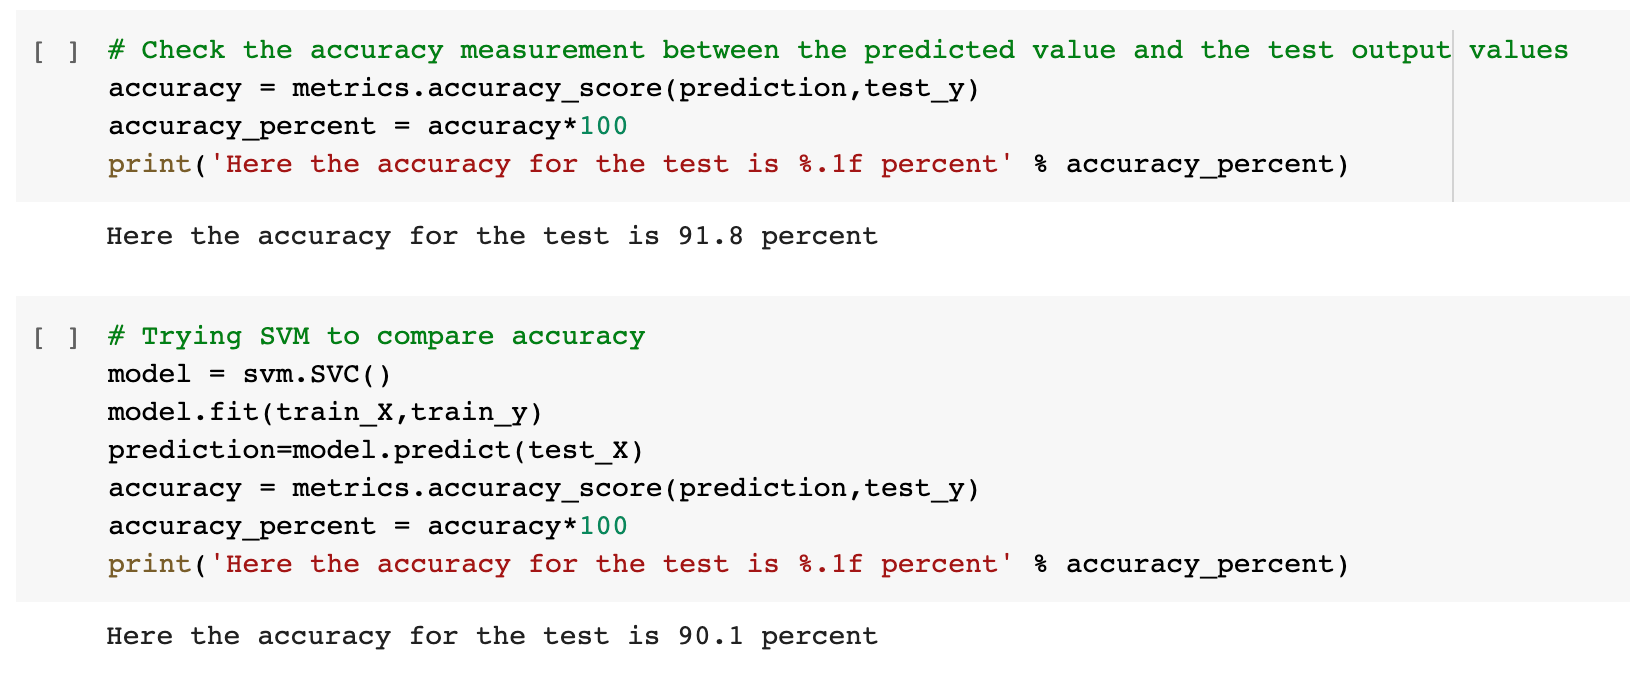 [ ] # Check the accuracy measurement between the predicted value and the test output values
accuracy = metrics.accuracy_score(prediction,test_y)
accuracy_percent = accuracy*100
print('Here the accuracy for the test is %.1f percent' % accuracy_percent)
Here the accuracy for the test is 91.8 percent
[ ] # Trying SVM to compare accuracy
model = svm.SVC()
model.fit(train_X,train_y)
prediction=model.predict(test_X)
accuracy = metrics.accuracy_score(prediction,test_y)
accuracy_percent = accuracy*100
print('Here the accuracy for the test is %.1f percent' % accuracy_percent)
Here the accuracy for the test is 90.1 percent